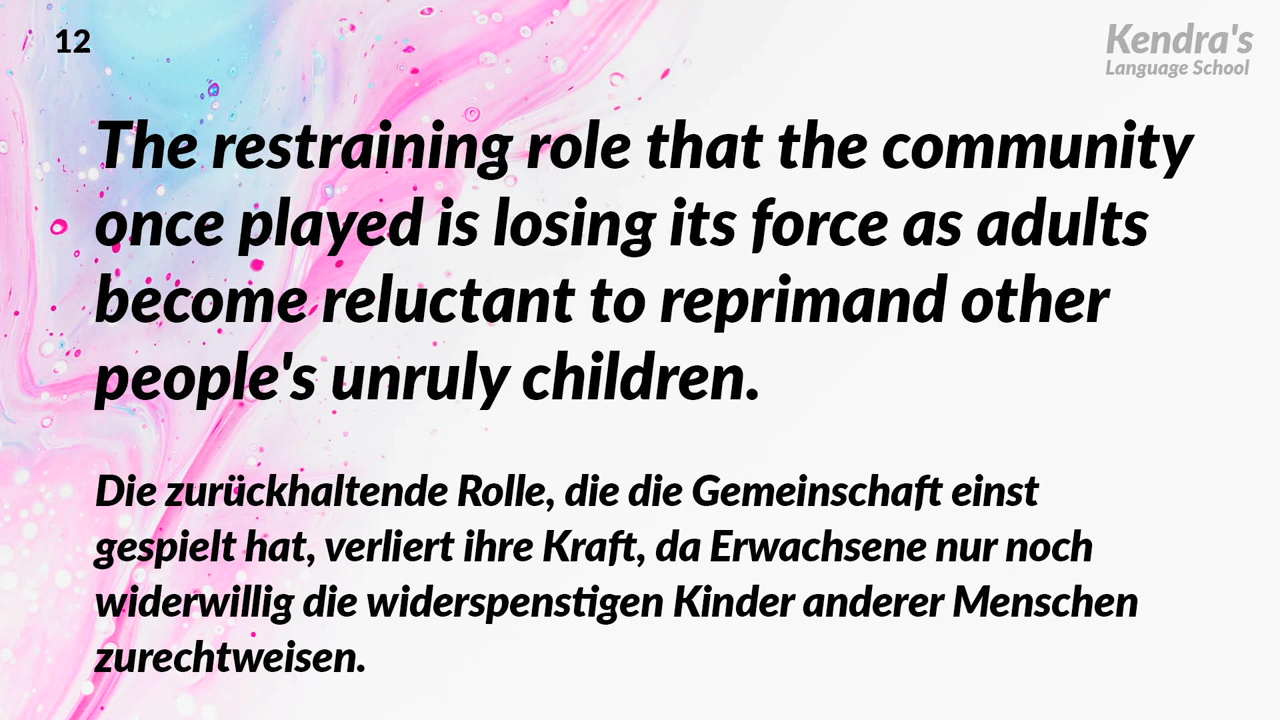 12
Kendra's
Language School
The restraining role that the community
once played is losing its force as adults
become reluctant to reprimand other
people's unruly children.
Die zurückhaltende Rolle, die die Gemeinschaft einst
gespielt hat, verliert ihre Kraft, da Erwachsene nur noch
widerwillig die widerspenstigen Kinder anderer Menschen
zurechtweisen.